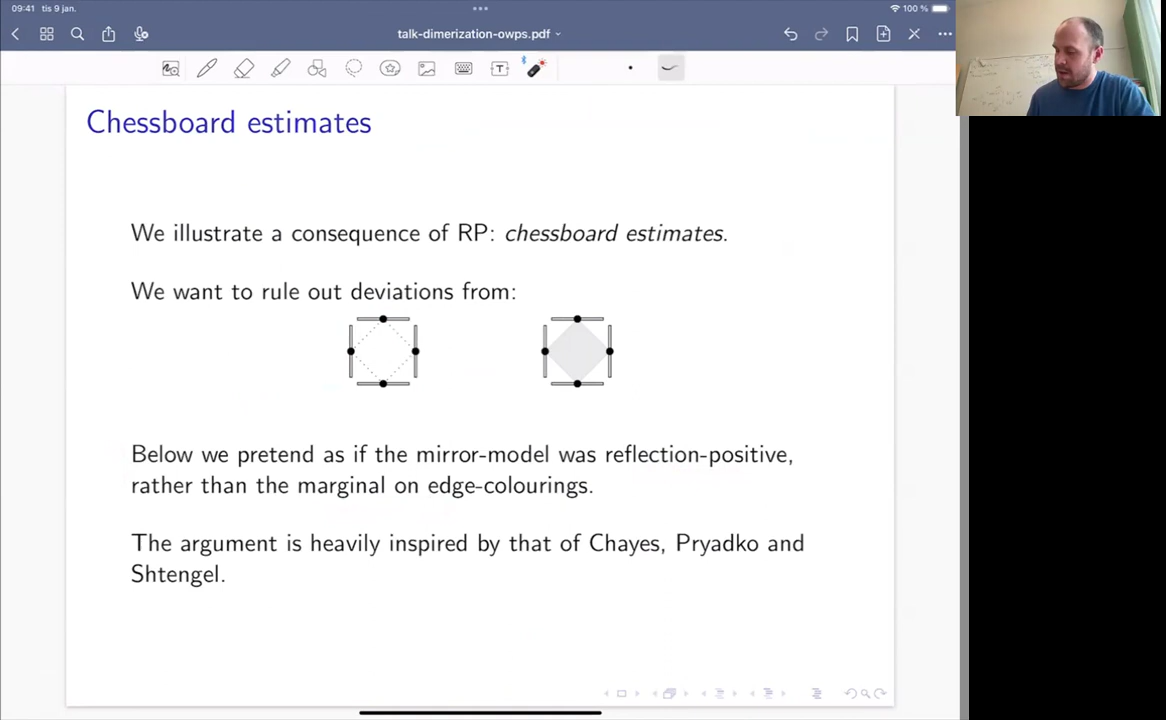 09:41 tis 9 jan.
100 %
talk-dimerization-owps.pdf
Chessboard estimates
We illustrate a consequence of RP: chessboard estimates.
We want to rule out deviations from:
Below we pretend as if the mirror-model was reflection-positive,
rather than the marginal on edge-colourings.
The argument is heavily inspired by that of Chayes, Pryadko and
Shtengel.